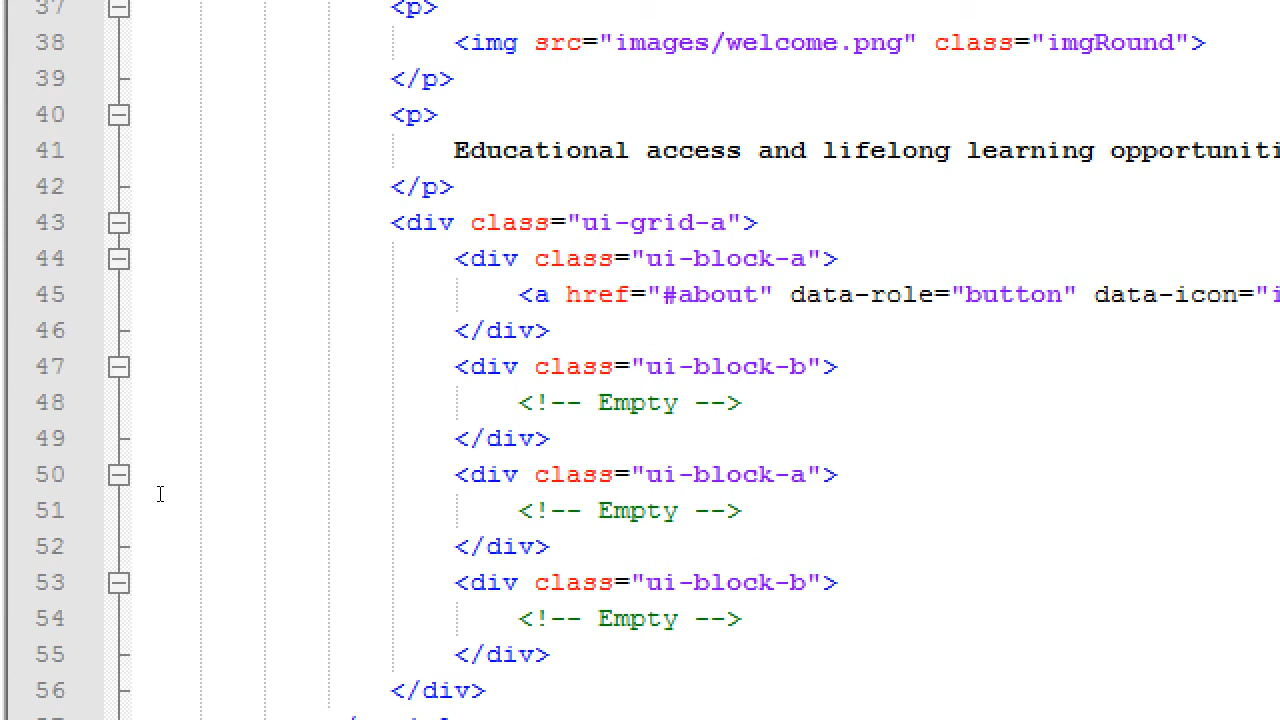 37 <p>
38 <img src="images/welcome.png" class="imgRound">
39 </p>
40 <p>
41 Educational access and lifelong learning
42 </p>
43 <div class="ui-grid-a">
44 <div class="ui-block-a">
45 <a href="#about" data-role="button" data-icon="i
46 </div>
47 <div class="ui-block-b">
48 <!-- Empty -->
49 </div>
50 <div class="ui-block-a">
51 <!-- Empty -->
52 </div>
53 <div class="ui-block-b">
54 <!-- Empty -->
55 </div>
56 </div>